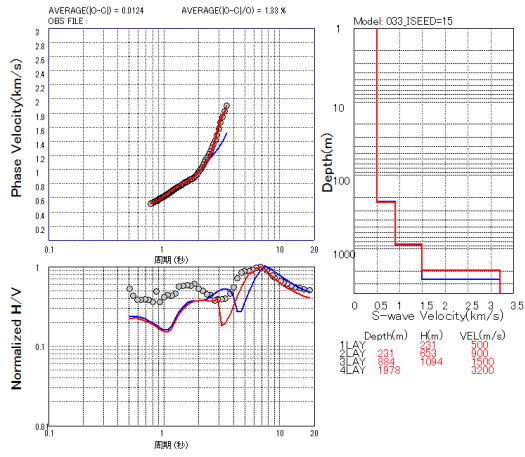 AVERAGE(|O-C|) = 0.0124 AVERAGE(|O-C|/O) = 1.33 %
OBS FILE :
Model: 033_ISEED=15
Phase Velocity(km/s)
3
2.8
2.6
2.4
2.2
2
1.8
1.6
1.4
1.2
1
0.8
0.6
0.4
0.2
0.1 1 10 20
周期 (秒)
Normalized H/V
1
0.1
0.01
0.1 1 10 20
周期 (秒)
Depth(m)
1
10
100
1000
0 0.5 1 1.5 2 2.5 3 3.5
S-wave Velocity(km/s)
Depth(m) H(m) VEL(m/s)
1LAY 231 500
2LAY 231 653 900
3LAY 884 1094 1500
4LAY 1978 3200